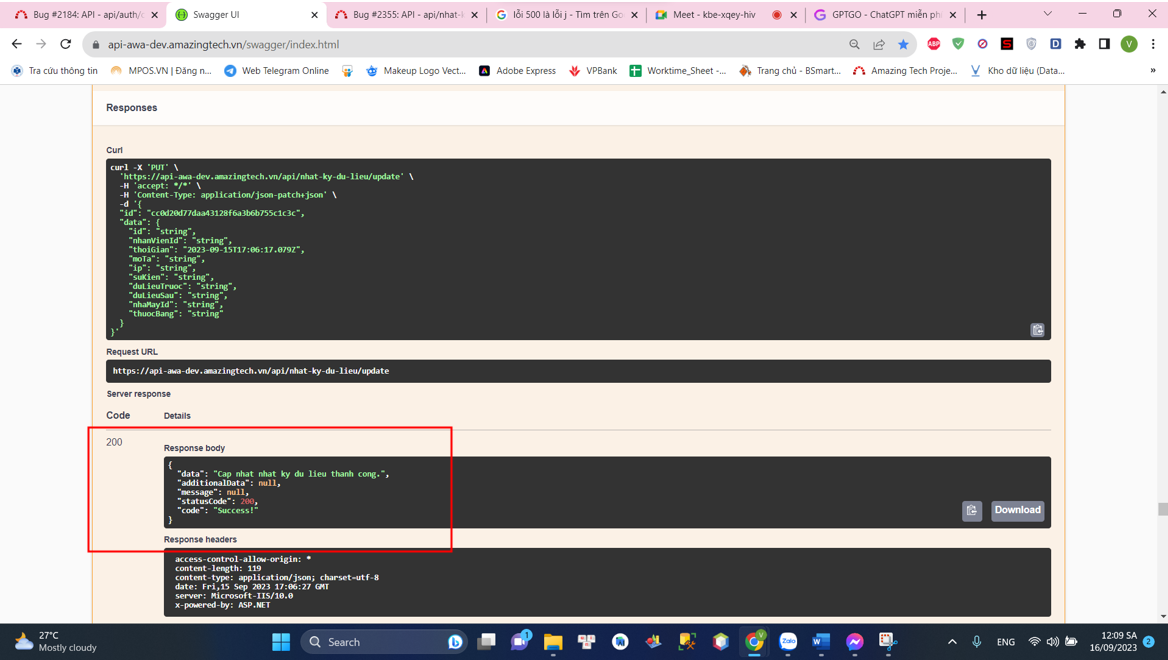 Bug #2184: API - api/auth/
Swagger UI
Bug #2355: API - api/nhat-k
lỗi 500 là lỗi j - Tìm trên Go
Meet - kbe-xqey-hiv
GPTGO - ChatGPT miễn ph
api-awa-dev.amazingtech.vn/swagger/index.html
ABP
S
D
V
Tra cứu thông tin
MPOS.VN | Đăng n...
Web Telegram Online
Makeup Logo Vect...
Adobe Express
VPBank
Worktime_Sheet -...
Trang chủ - BSmart...
Amazing Tech Proje...
Kho dữ liệu (Data...
»
Responses
Curl
curl -X 'PUT' \
'https://api-awa-dev.amazingtech.vn/api/nhat-ky-du-lieu/update' \
-H 'accept: */*' \
-H 'Content-Type: application/json-patch+json' \
-d '{
"id": "cc0d20d77daa43128f6a3b6b755c1c3c",
"data": {
"id": "string",
"nhanVienId": "string",
"thoiGian": "2023-09-15T17:06:17.079Z",
"moTa": "string",
"ip": "string",
"suKien": "string",
"duLieuTruoc": "string",
"duLieuSau": "string",
"nhaMayId": "string",
"thuocBang": "string"
}
}'
Request URL
https://api-awa-dev.amazingtech.vn/api/nhat-ky-du-lieu/update
Server response
Code
Details
200
Response body
{
"data": "Cap nhat nhat ky du lieu thanh cong.",
"additionalData": null,
"message": null,
"statusCode": 200,
"code": "Success!"
}
Download
Response headers
access-control-allow-origin: *
content-length: 119
content-type: application/json; charset=utf-8
date: Fri,15 Sep 2023 17:06:27 GMT
server: Microsoft-IIS/10.0
x-powered-by: ASP.NET
27°C
Mostly cloudy
Search
1
V
Zalo
W
ENG
12:09 SA
16/09/2023
2